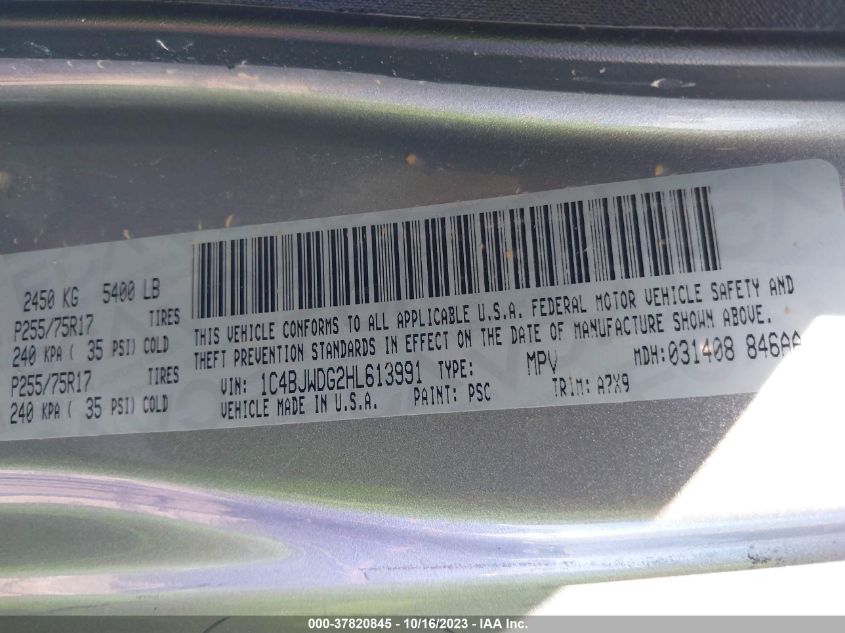 2450 KG 5400 LB
P255/75R17 TIRES
240 KPA ( 35 PSI) COLD
P255/75R17 TIRES
240 KPA ( 35 PSI) COLD
THIS VEHICLE CONFORMS TO ALL APPLICABLE U.S.A. FEDERAL MOTOR VEHICLE SAFETY AND
THEFT PREVENTION STANDARDS IN EFFECT ON THE DATE OF MANUFACTURE SHOWN ABOVE.
VIN: 1C4BJWDG2HL613991 TYPE: MPV MDH:031408 846AA
VEHICLE MADE IN U.S.A. PAINT: PSC TRIM: A7X9
000-37820845 - 10/16/2023 - IAA Inc.